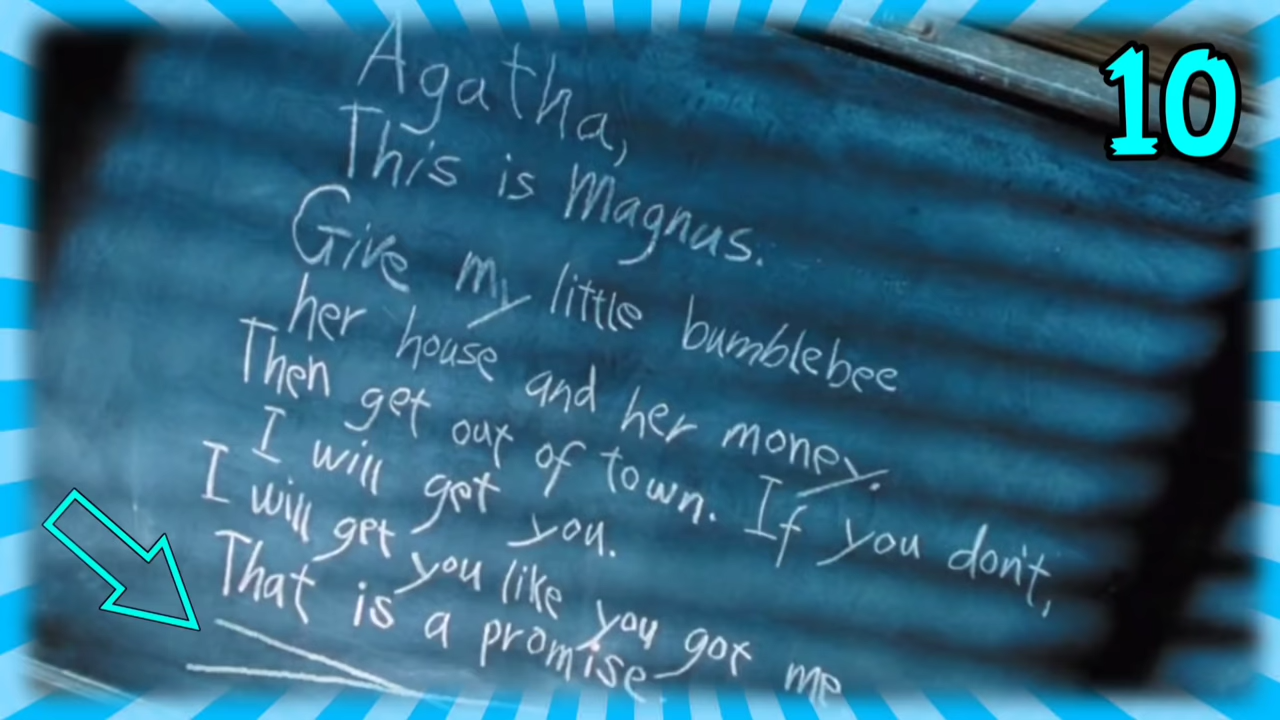 10
Agatha,
This is Magnus.
Give my little bumblebee
her house and her money.
Then get out of town. If you don't,
I will get you.
I will get you like you got me
That is a promise